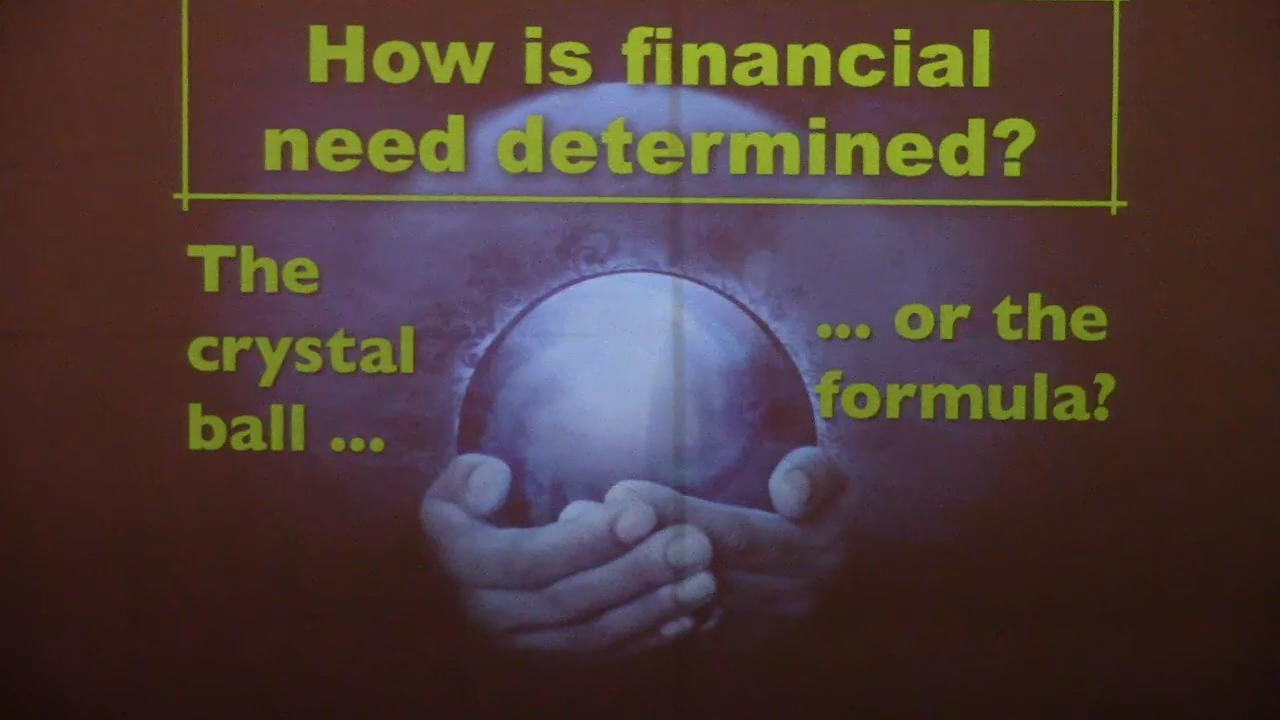 How is financial
need determined?
The
crystal
ball ...
... or the
formula?